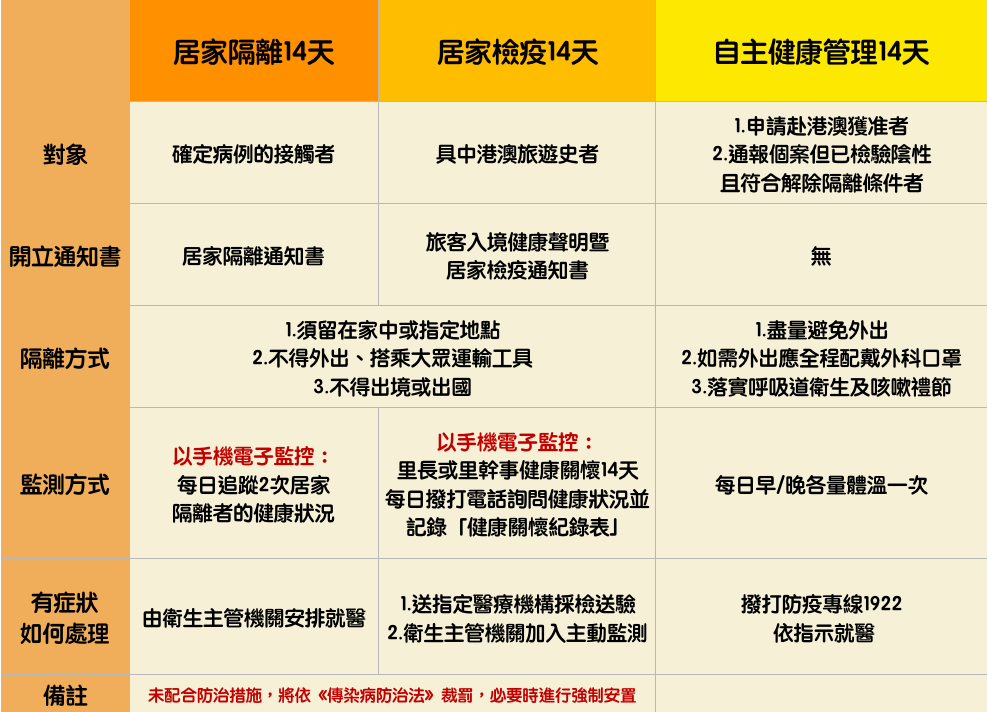 居家隔離14天
居家檢疫14天
自主健康管理14天
對象
確定病例的接觸者
具中港澳旅遊史者
1.申請赴港澳獲准者
2.通報個案但已檢驗陰性
且符合解除隔離條件者
開立通知書
居家隔離通知書
旅客入境健康聲明暨
居家檢疫通知書
無
隔離方式
1.須留在家中或指定地點
2.不得外出、搭乘大眾運輸工具
3.不得出境或出國
1.盡量避免外出
2.如需外出應全程配戴外科口罩
3.落實呼吸道衛生及咳嗽禮節
監測方式
以手機電子監控：
每日追蹤2次居家
隔離者的健康狀況
以手機電子監控：
里長或里幹事健康關懷14天
每日撥打電話詢問健康狀況並
記錄「健康關懷紀錄表」
每日早/晚各量體溫一次
有症狀
如何處理
由衛生主管機關安排就醫
1.送指定醫療機構採檢送驗
2.衛生主管機關加入主動監測
撥打防疫專線1922
依指示就醫
備註
未配合防治措施，將依《傳染病防治法》裁罰，必要時進行強制安置